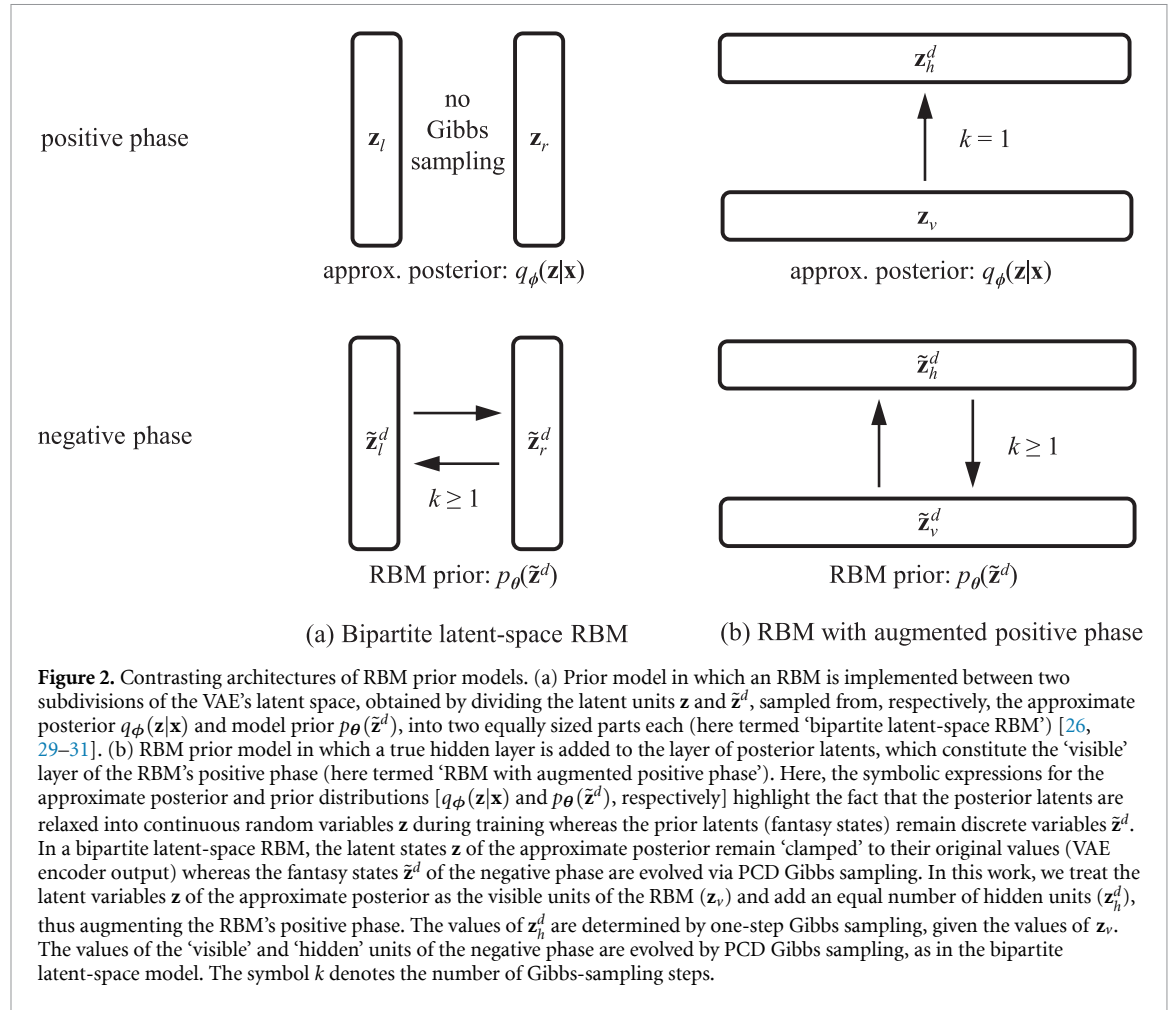 positive phase
z_l
no
Gibbs
sampling
z_r
approx. posterior: q_ϕ(z|x)
z_h^d
k = 1
z_v
approx. posterior: q_ϕ(z|x)
negative phase
z̃_l^d
k ≥ 1
z̃_r^d
RBM prior: p_θ(z̃^d)
z̃_h^d
k ≥ 1
z̃_v^d
RBM prior: p_θ(z̃^d)
(a) Bipartite latent-space RBM
(b) RBM with augmented positive phase
Figure 2. Contrasting architectures of RBM prior models. (a) Prior model in which an RBM is implemented between two
subdivisions of the VAE's latent space, obtained by dividing the latent units z and z̃^d, sampled from, respectively, the approximate
posterior q_ϕ(z|x) and model prior p_θ(z̃^d), into two equally sized parts each (here termed 'bipartite latent-space RBM') [26,
29–31]. (b) RBM prior model in which a true hidden layer is added to the layer of posterior latents, which constitute the 'visible'
layer of the RBM's positive phase (here termed 'RBM with augmented positive phase'). Here, the symbolic expressions for the
approximate posterior and prior distributions [q_ϕ(z|x) and p_θ(z̃^d), respectively] highlight the fact that the posterior latents are
relaxed into continuous random variables z during training whereas the prior latents (fantasy states) remain discrete variables z̃^d.
In a bipartite latent-space RBM, the latent states z of the approximate posterior remain 'clamped' to their original values (VAE
encoder output) whereas the fantasy states z̃^d of the negative phase are evolved via PCD Gibbs sampling. In this work, we treat the
latent variables z of the approximate posterior as the visible units of the RBM (z_v) and add an equal number of hidden units (z_h^d),
thus augmenting the RBM's positive phase. The values of z_h^d are determined by one-step Gibbs sampling, given the values of z_v.
The values of the 'visible' and 'hidden' units of the negative phase are evolved by PCD Gibbs sampling, as in the bipartite
latent-space model. The symbol k denotes the number of Gibbs-sampling steps.